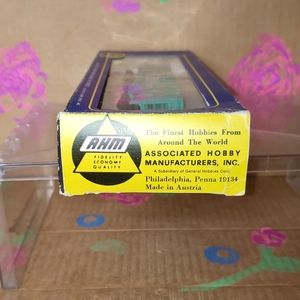 AHM
FIDELITY
ECONOMY
QUALITY
The Finest Hobbies From
Around The World
ASSOCIATED HOBBY
MANUFACTURERS, INC.
A Subsidiary of General Hobbies Corp.
Philadelphia, Penna 19134
Made in Austria